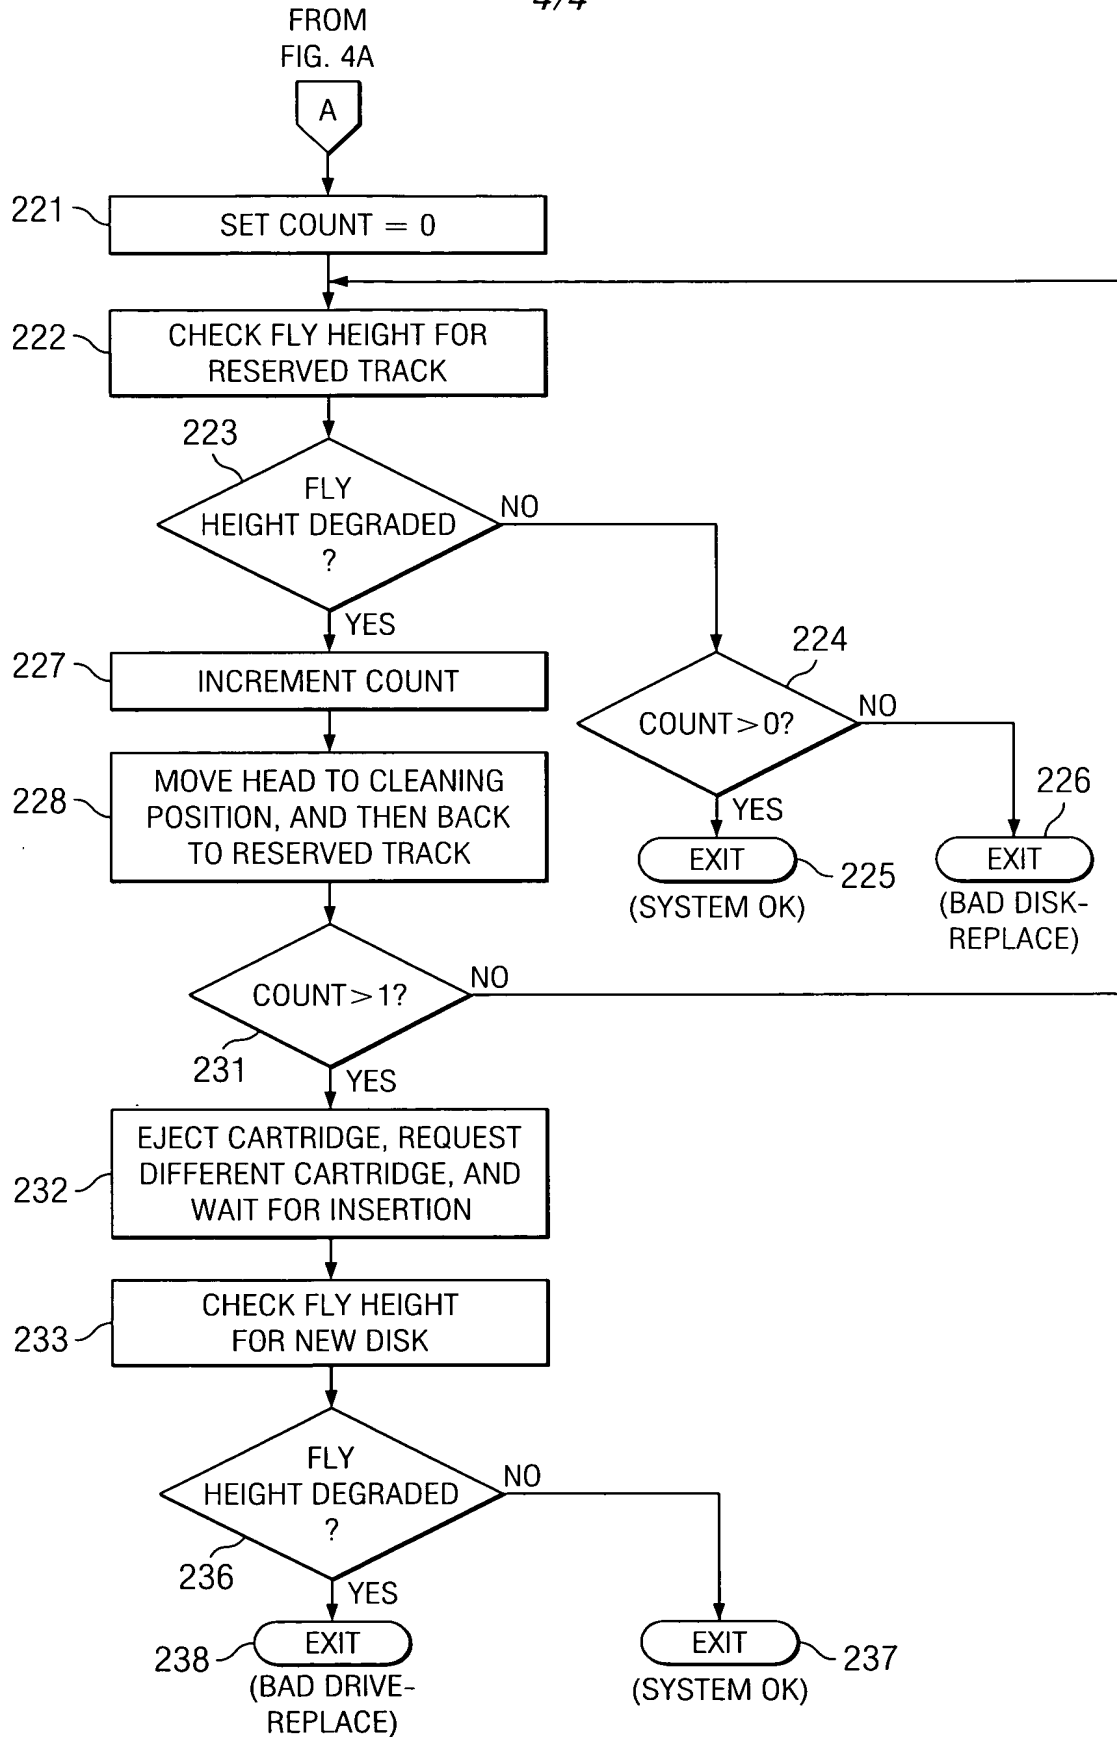 4/4
FROM
FIG. 4A
A
221
SET COUNT = 0
222
CHECK FLY HEIGHT FOR
RESERVED TRACK
223
FLY
HEIGHT DEGRADED
?
NO
YES
224
COUNT>0?
NO
YES
227
INCREMENT COUNT
228
MOVE HEAD TO CLEANING
POSITION, AND THEN BACK
TO RESERVED TRACK
EXIT
225
(SYSTEM OK)
226
EXIT
(BAD DISK-
REPLACE)
COUNT>1?
NO
231
YES
232
EJECT CARTRIDGE, REQUEST
DIFFERENT CARTRIDGE, AND
WAIT FOR INSERTION
233
CHECK FLY HEIGHT
FOR NEW DISK
FLY
HEIGHT DEGRADED
?
NO
236
YES
238
EXIT
(BAD DRIVE-
REPLACE)
EXIT
237
(SYSTEM OK)